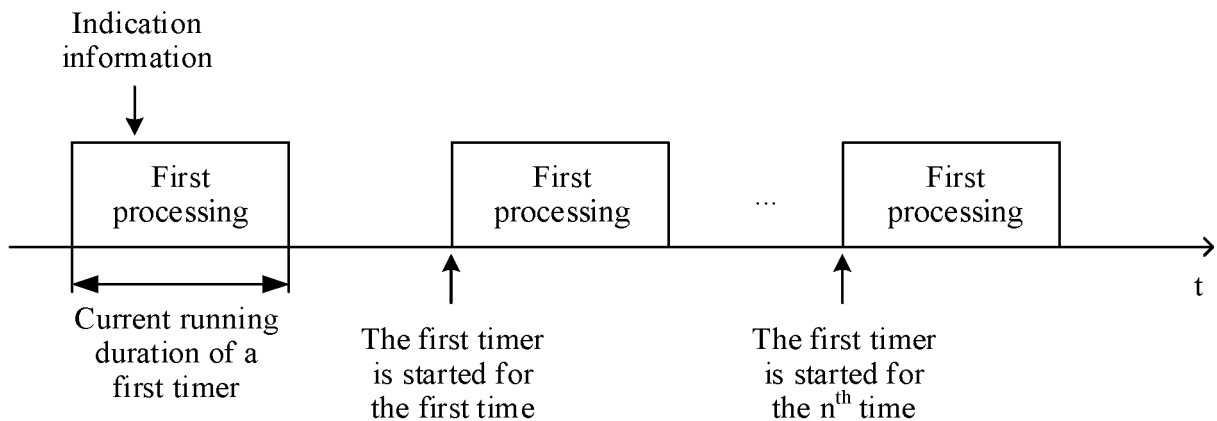 Indication
information
First
processing
First
processing
...
First
processing
t
Current running
duration of a
first timer
The first timer
is started for
the first time
The first timer
is started for
the nth time